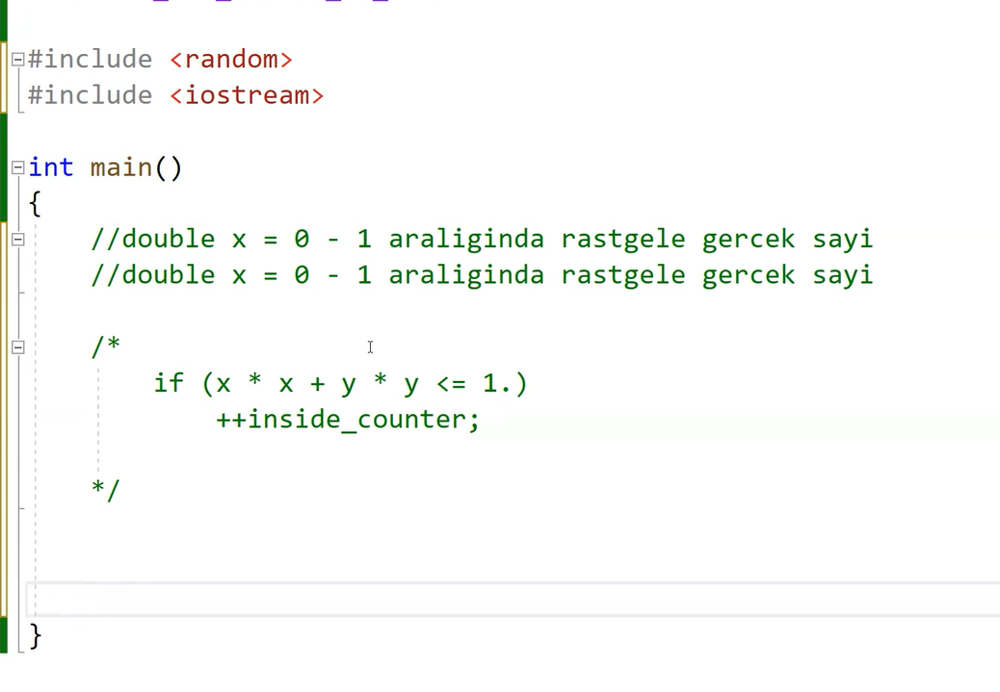 #include <random>
#include <iostream>
int main()
{
//double x = 0 - 1 araliginda rastgele gercek sayi
//double x = 0 - 1 araliginda rastgele gercek sayi
/*
if (x * x + y * y <= 1.)
++inside_counter;
*/
}